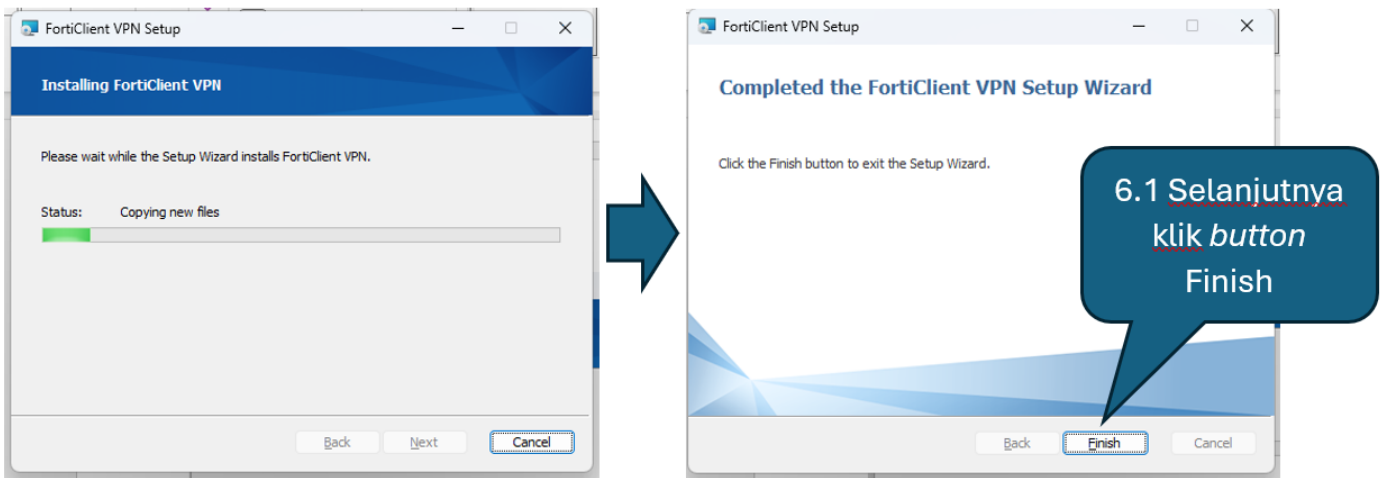 FortiClient VPN Setup
Installing FortiClient VPN
Please wait while the Setup Wizard installs FortiClient VPN.
Status: Copying new files
Back Next Cancel
FortiClient VPN Setup
Completed the FortiClient VPN Setup Wizard
Click the Finish button to exit the Setup Wizard.
6.1 Selanjutnya
klik button
Finish
Back Finish Cancel